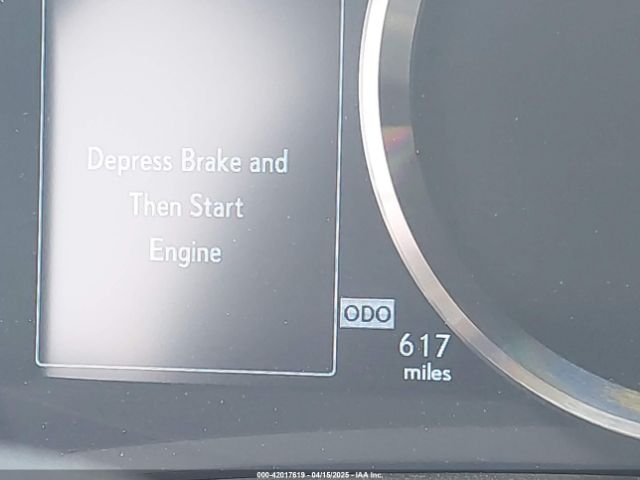 Depress Brake and
Then Start
Engine
ODO
617
miles
000-42017619 - 04/15/2025 - IAA Inc.